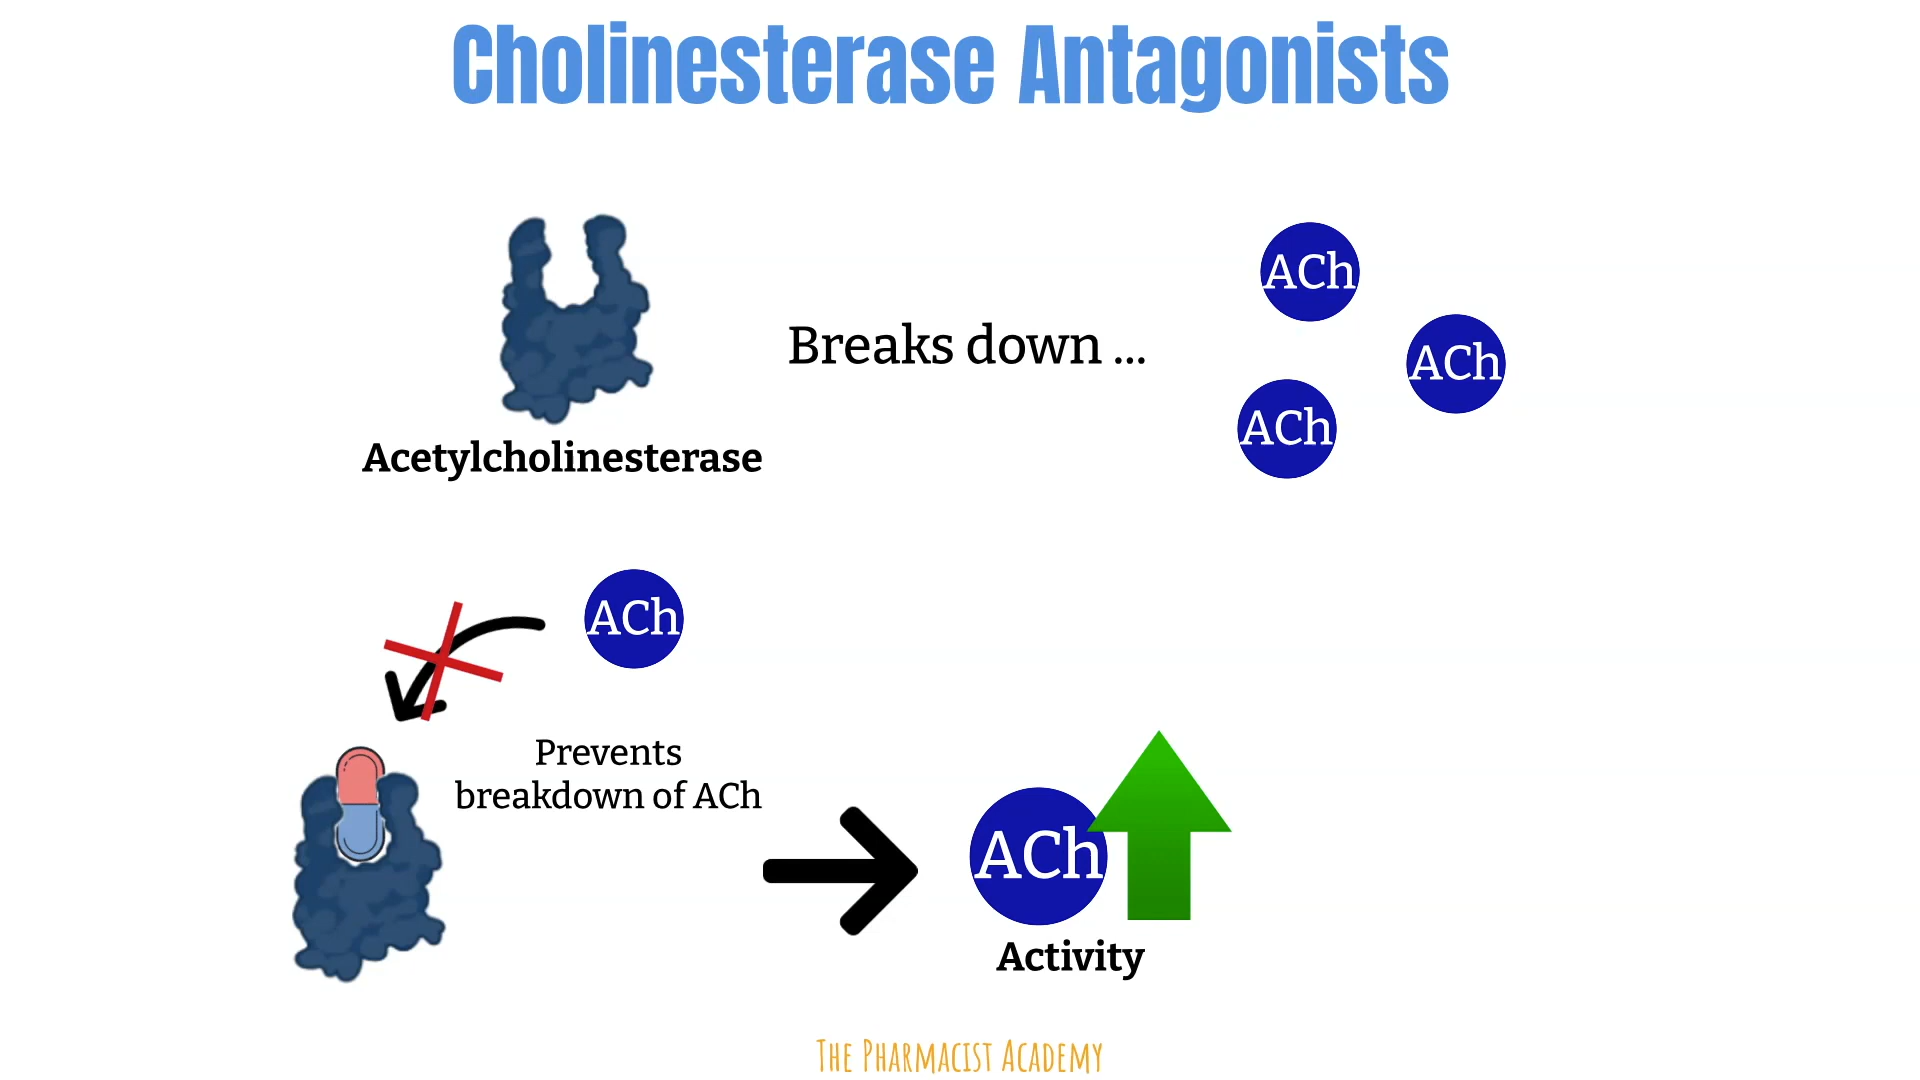 Cholinesterase Antagonists
ACh
Breaks down ...
ACh
ACh
Acetylcholinesterase
ACh
Prevents
breakdown of ACh
ACh
Activity
The Pharmacist Academy